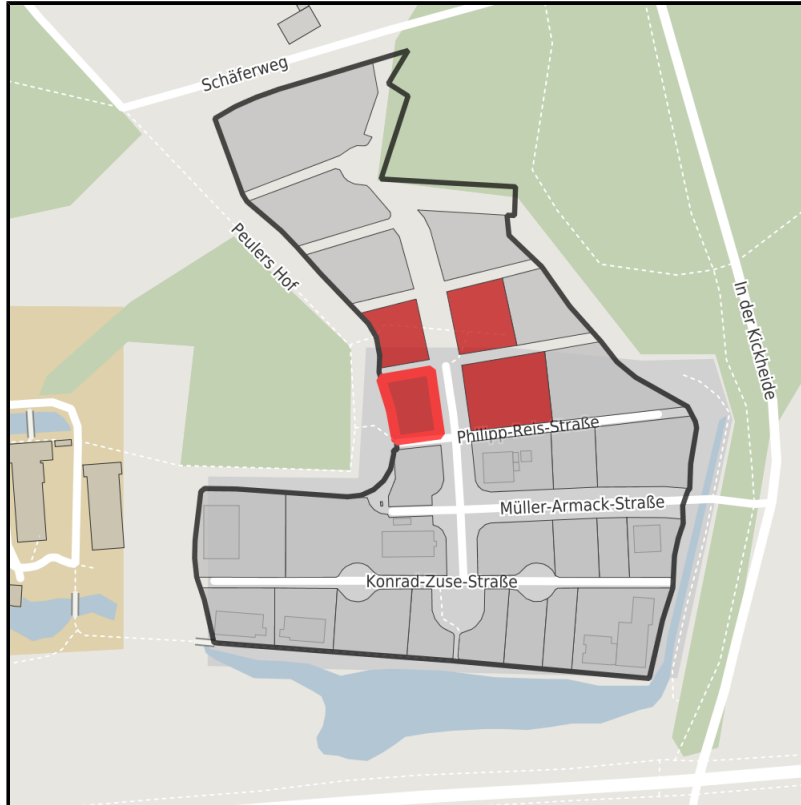 Schäferweg
Peulers Hof
In der Kickheide
Philipp-Reis-Straße
Müller-Armack-Straße
Konrad-Zuse-Straße